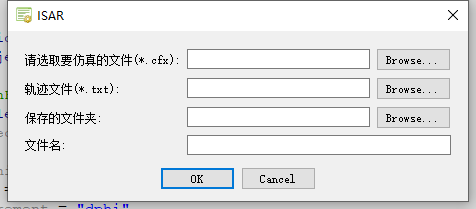 ISAR
请选取要仿真的文件(*.cfx):
Browse...
轨迹文件(*.txt):
Browse...
保存的文件夹:
Browse...
文件名:
OK
Cancel
= "dphi"